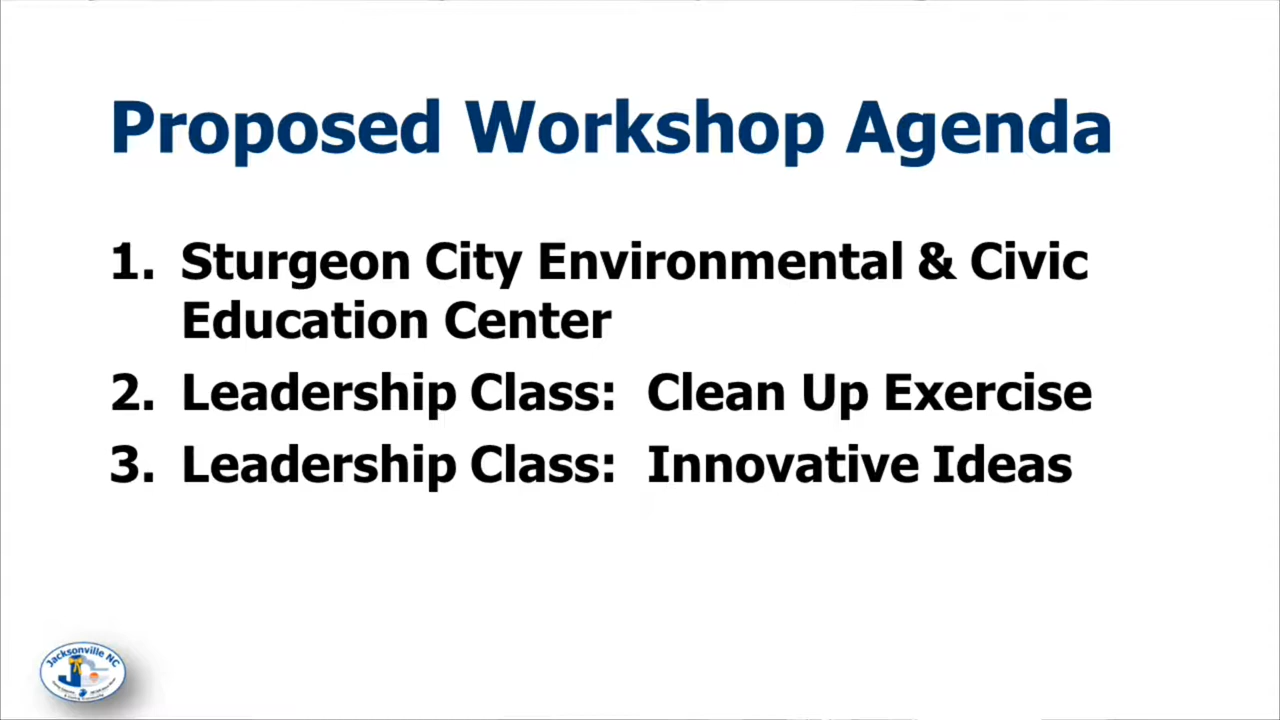 Proposed Workshop Agenda
1. Sturgeon City Environmental & Civic
Education Center
2. Leadership Class: Clean Up Exercise
3. Leadership Class: Innovative Ideas
Jacksonville NC